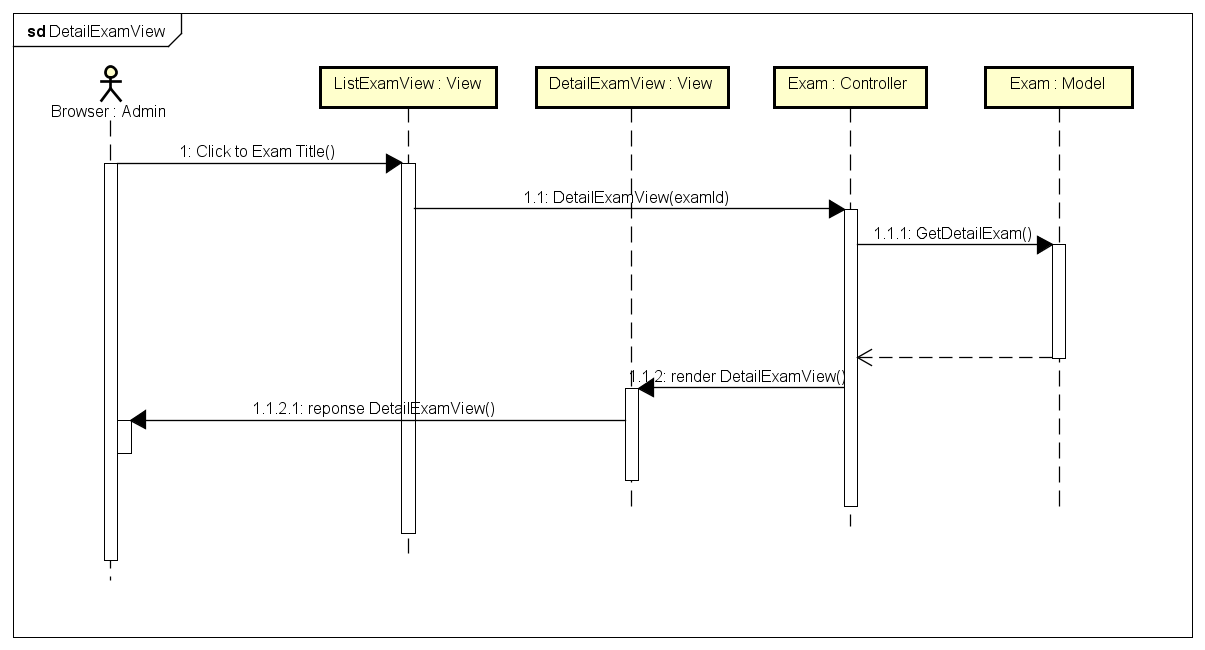 sd DetailExamView
Browser : Admin
ListExamView : View
DetailExamView : View
Exam : Controller
Exam : Model
1: Click to Exam Title()
1.1: DetailExamView(examId)
1.1.1: GetDetailExam()
1.1.2: render DetailExamView()
1.1.2.1: reponse DetailExamView()